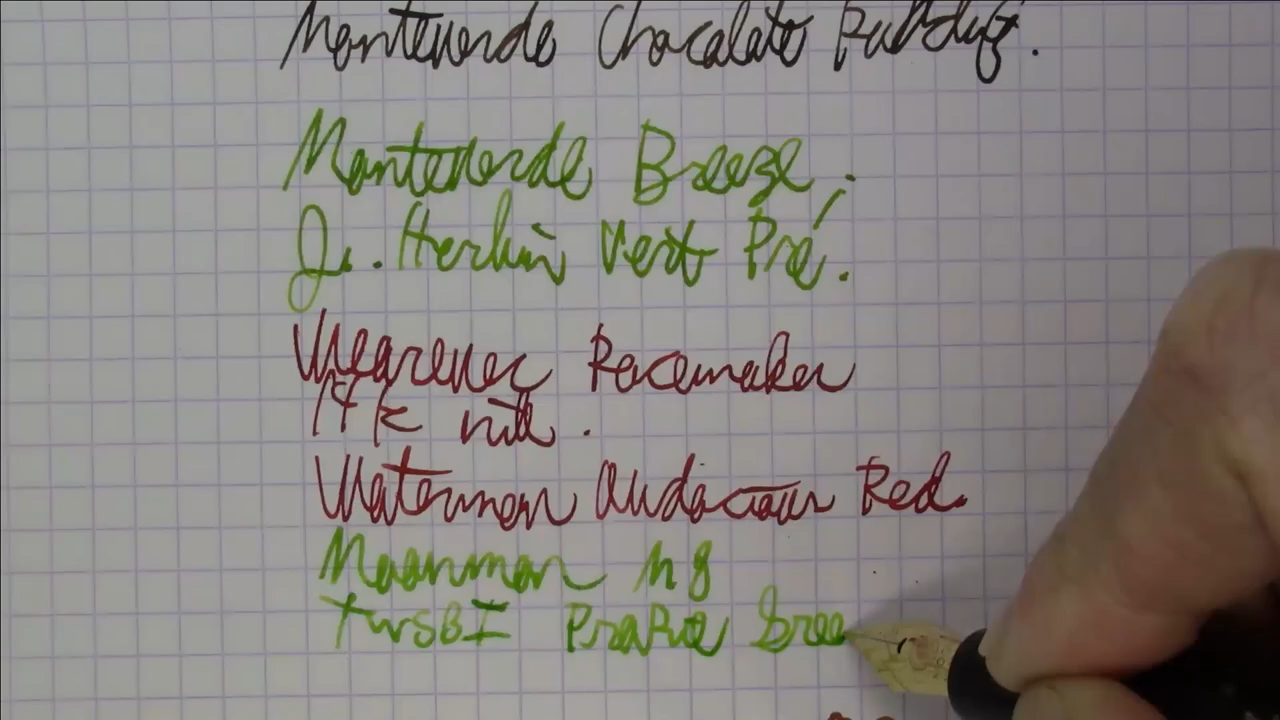 Monteverde Chocolate Pudding.
Monteverde Breeze.
J. Herbin Vert Pré.
Wearever Pacemaker
14k nib.
Waterman Audacious Red.
Moonman N8
TWSBI Prairie Gree